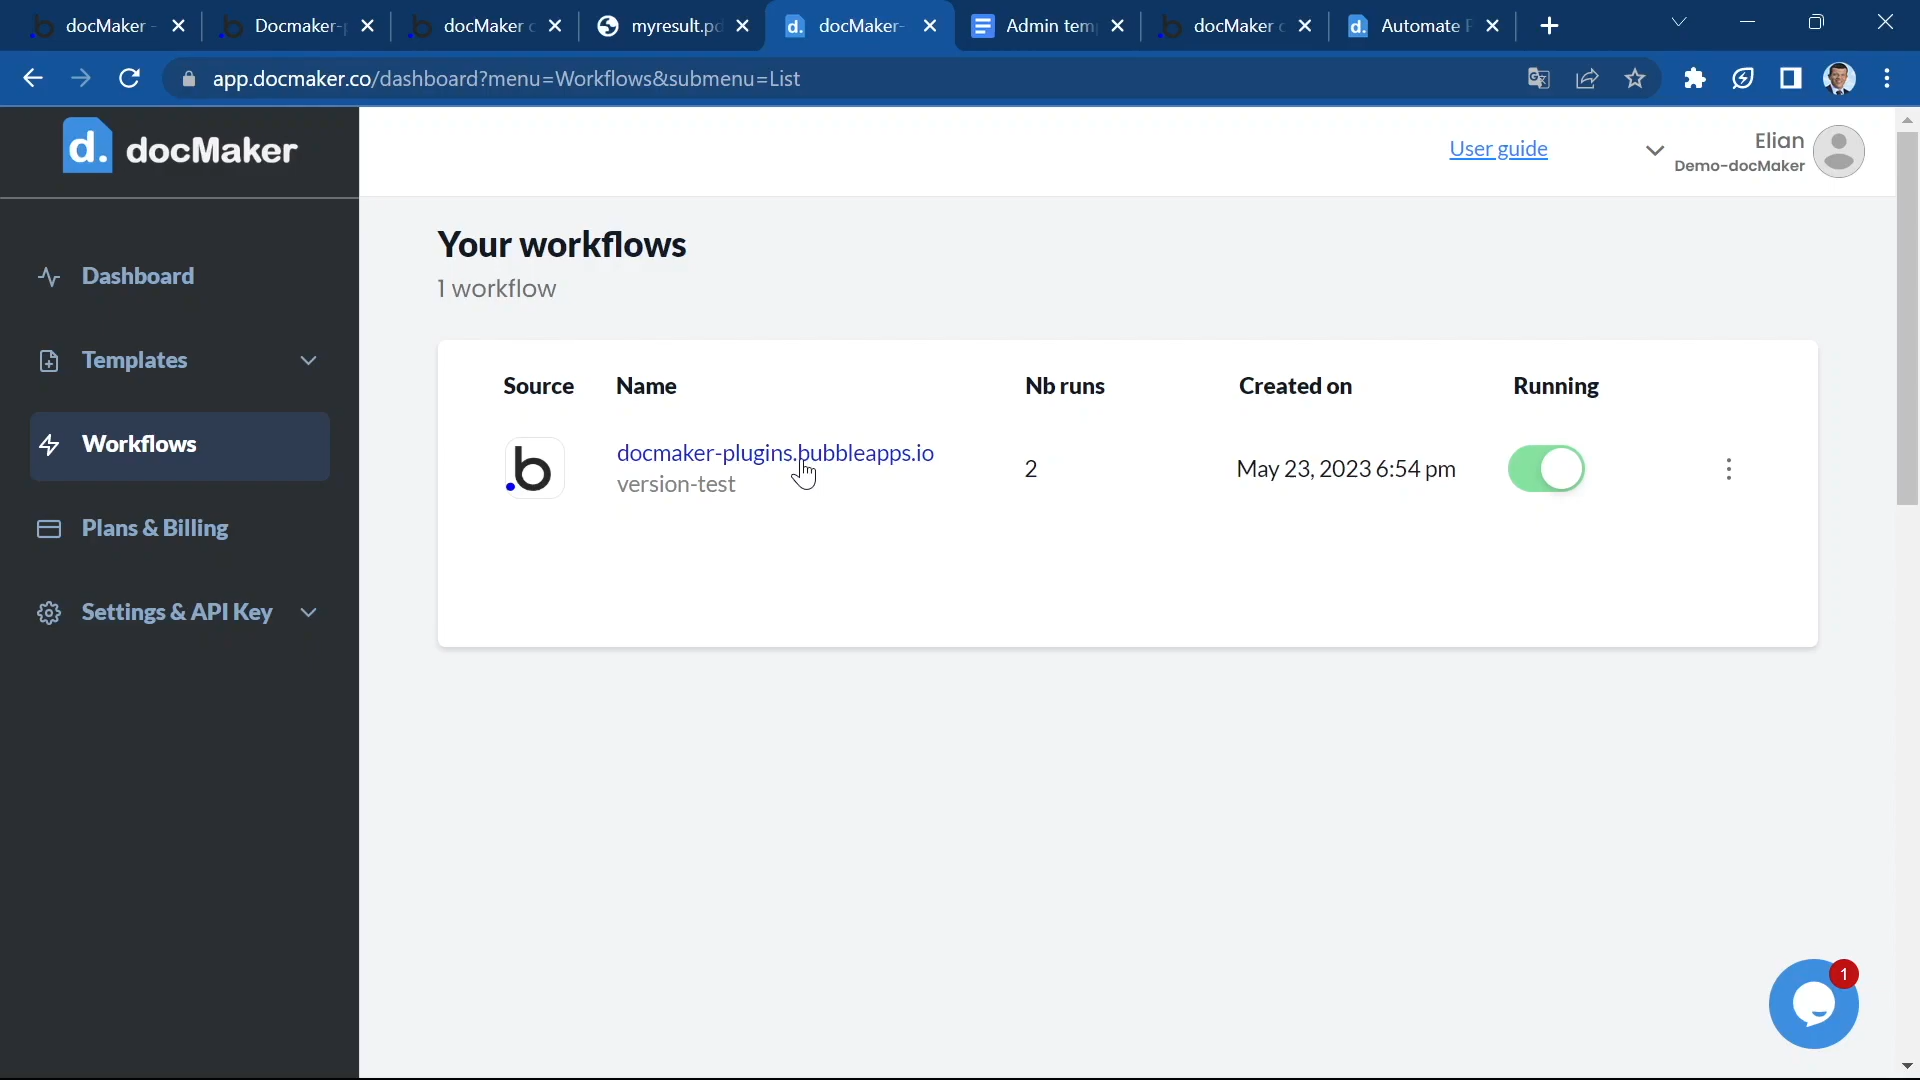 docMaker -
Docmaker-p
docMaker c
myresult.pd
docMaker-
Admin tem
docMaker c
Automate P
app.docmaker.co/dashboard?menu=Workflows&submenu=List
d. docMaker
User guide
Elian
Demo-docMaker
Dashboard
Templates
Workflows
Plans & Billing
Settings & API Key
Your workflows
1 workflow
Source Name Nb runs Created on Running
docmaker-plugins.bubbleapps.io
version-test
2
May 23, 2023 6:54 pm
1